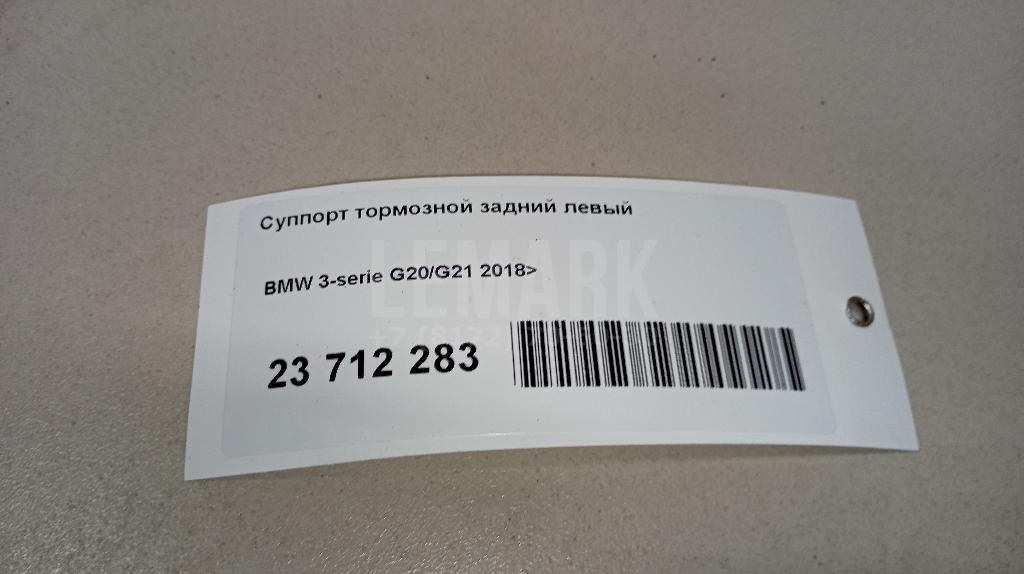 Суппорт тормозной задний левый
BMW 3-serie G20/G21 2018>
LEMARK
23 712 283